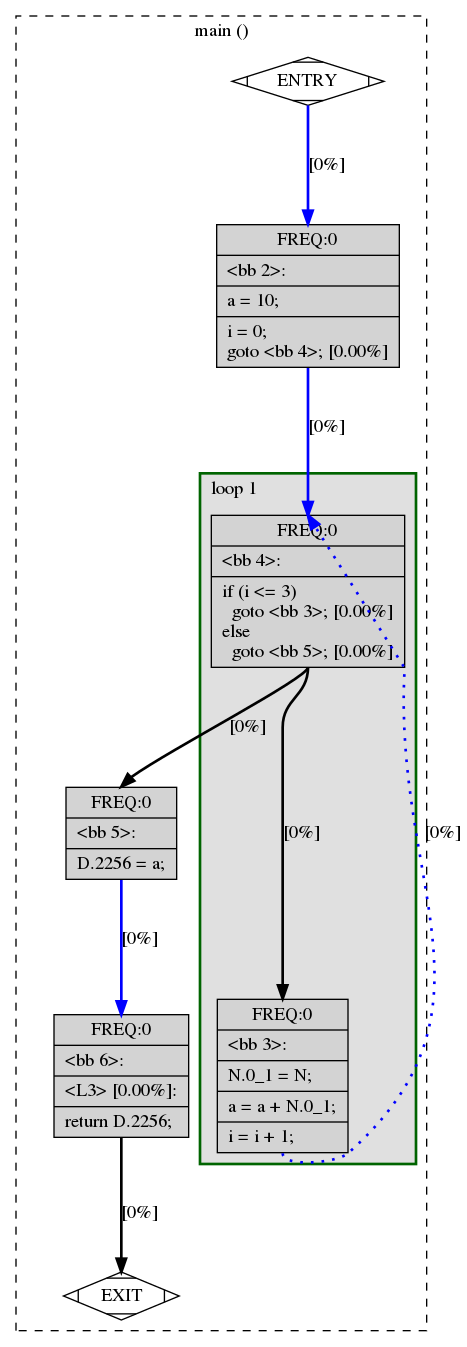 main ()
ENTRY
[0%]
FREQ:0
<bb 2>:
a = 10;
i = 0;
goto <bb 4>; [0.00%]
[0%]
loop 1
FREQ:0
<bb 4>:
if (i <= 3)
goto <bb 3>; [0.00%]
else
goto <bb 5>; [0.00%]
[0%]
FREQ:0
<bb 5>:
D.2256 = a;
[0%]
[0%]
[0%]
FREQ:0
<bb 6>:
<L3> [0.00%]:
return D.2256;
FREQ:0
<bb 3>:
N.0_1 = N;
a = a + N.0_1;
i = i + 1;
[0%]
EXIT